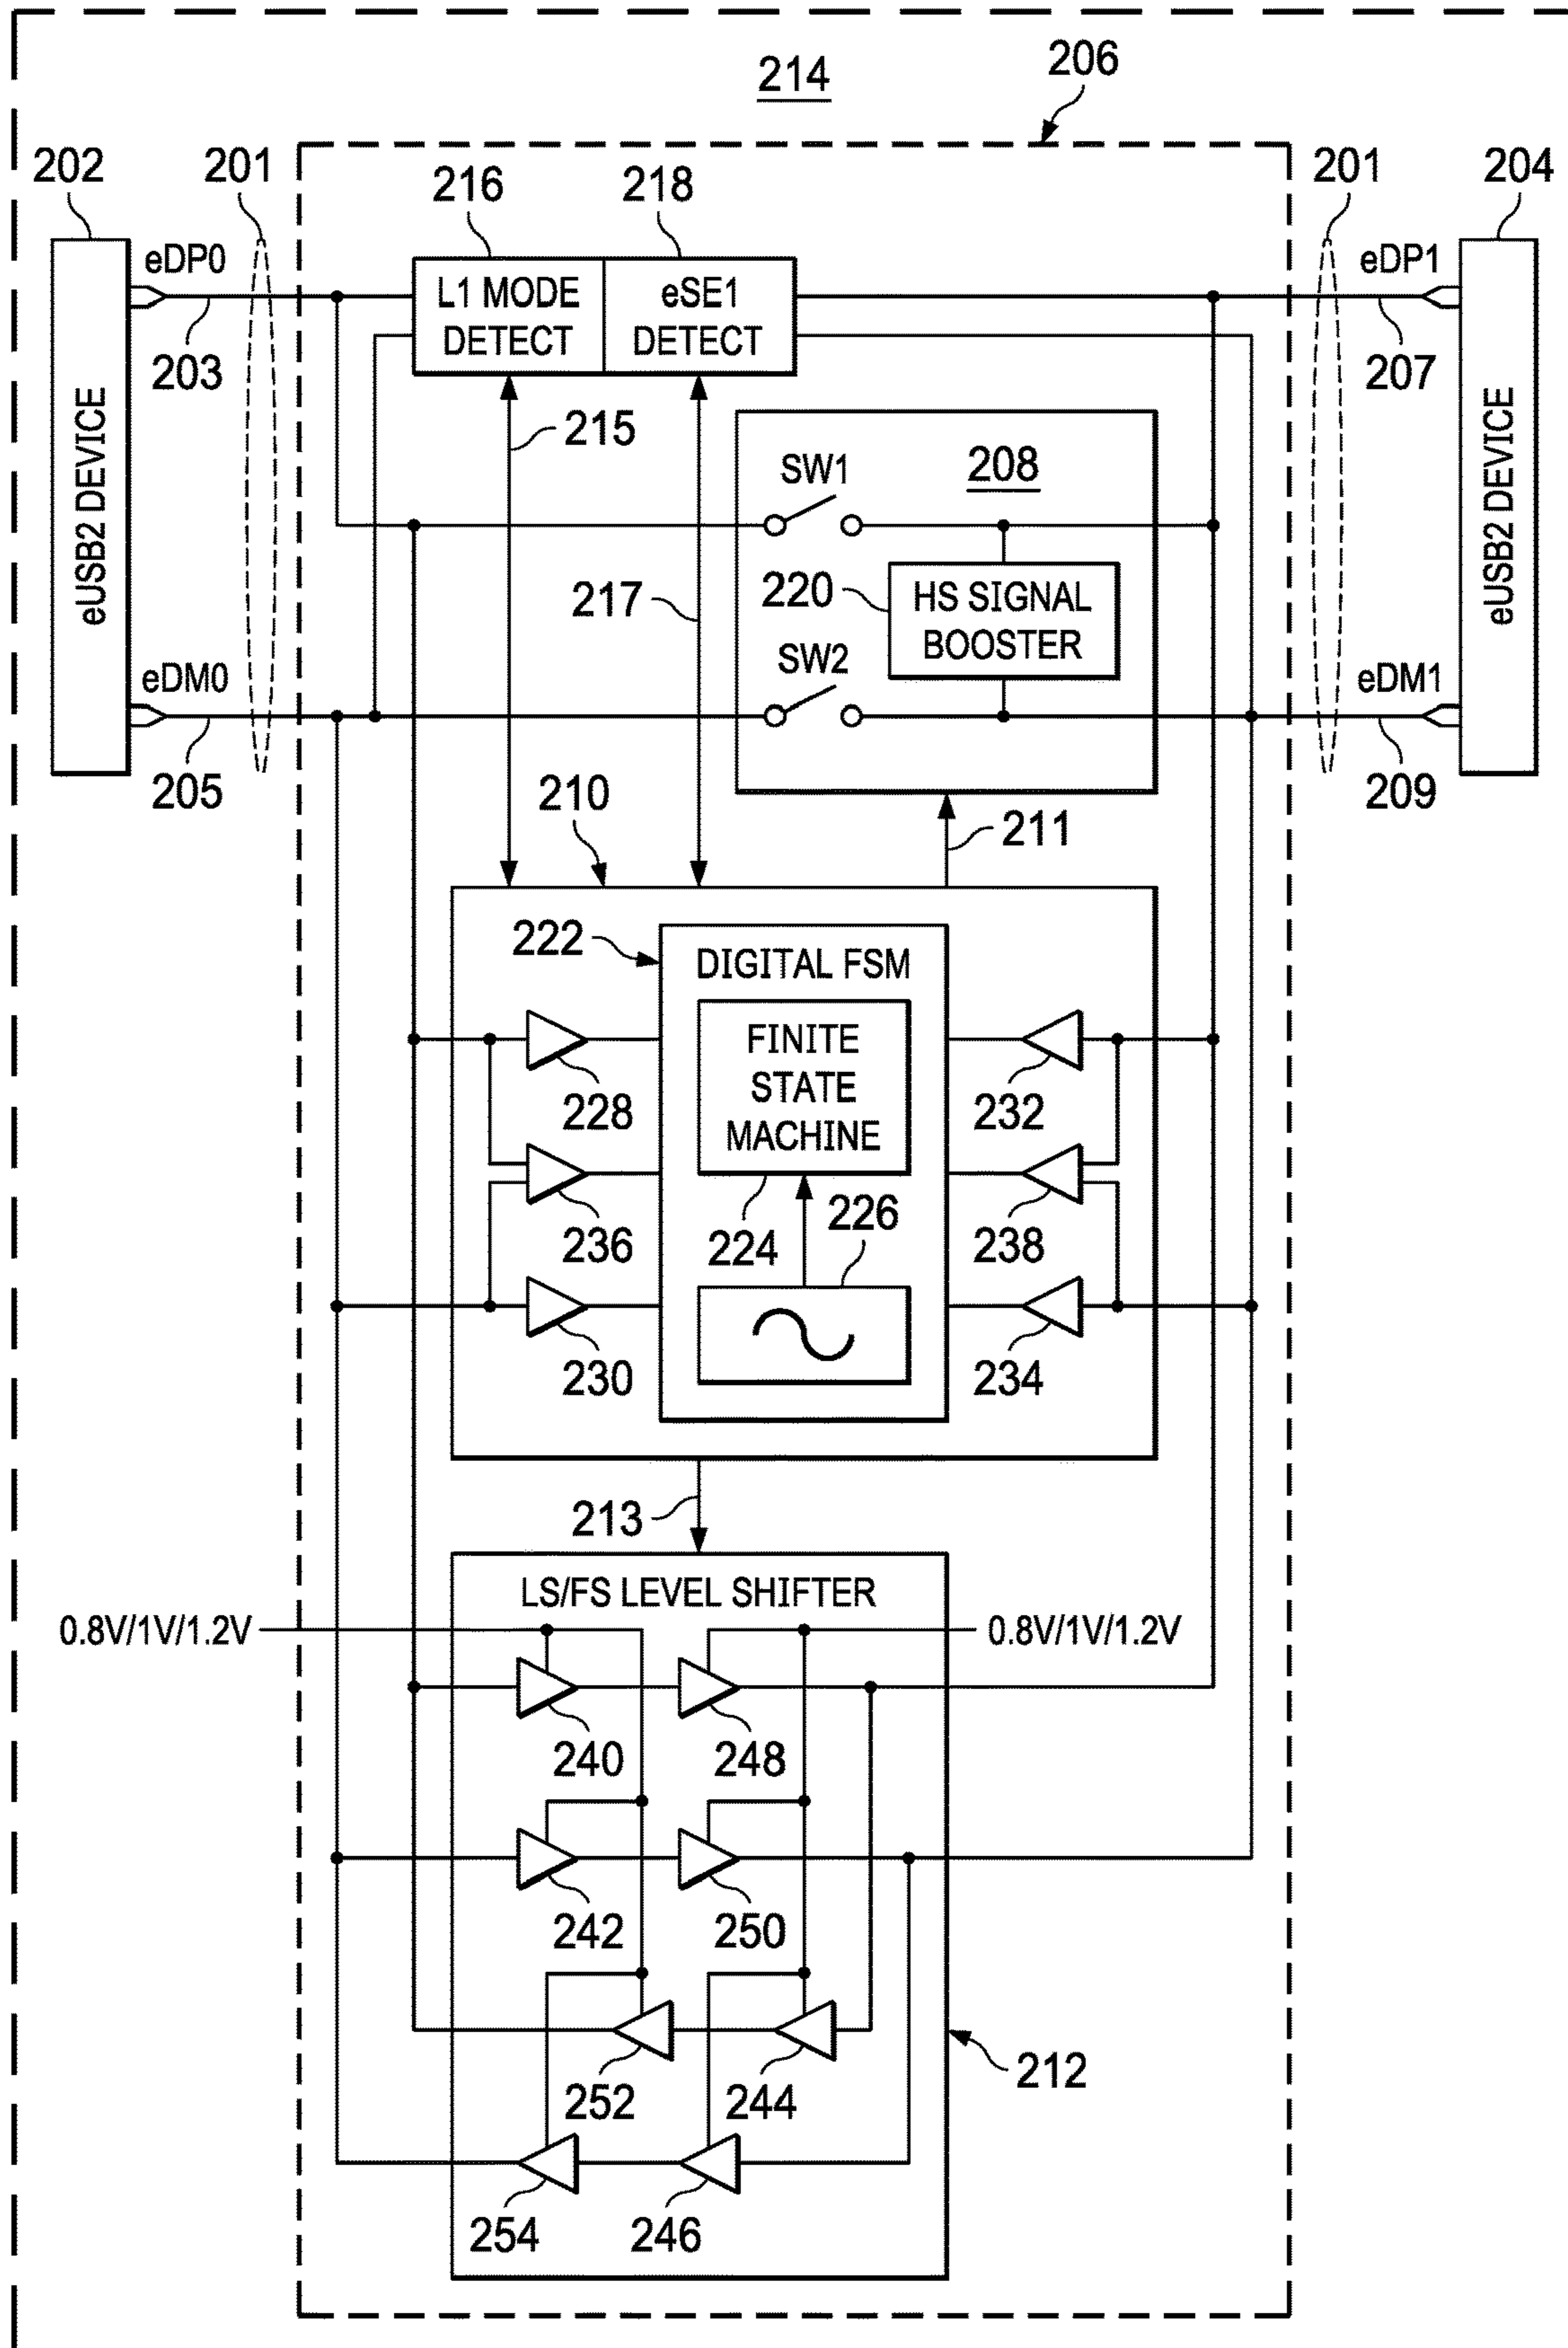 214
206
202
201
216
218
201
204
eDP0
eDP1
L1 MODE
DETECT
eSE1
DETECT
203
207
eUSB2 DEVICE
eUSB2 DEVICE
215
SW1
208
217
220
HS SIGNAL
BOOSTER
SW2
eDM0
eDM1
205
209
210
211
222
DIGITAL FSM
FINITE
STATE
MACHINE
228
232
236
224
226
238
230
234
213
LS/FS LEVEL SHIFTER
0.8V/1V/1.2V
0.8V/1V/1.2V
240
248
242
250
252
244
212
254
246